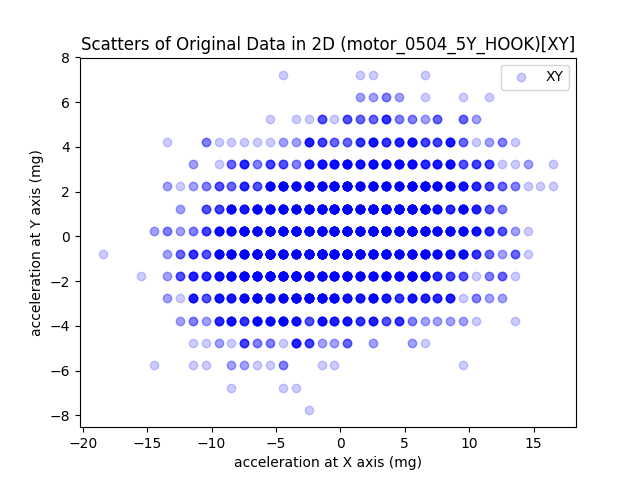 Scatters of Original Data in 2D (motor_0504_5Y_HOOK)[XY]
XY
8
6
4
2
0
−2
−4
−6
−8
acceleration at Y axis (mg)
−20 −15 −10 −5 0 5 10 15
acceleration at X axis (mg)